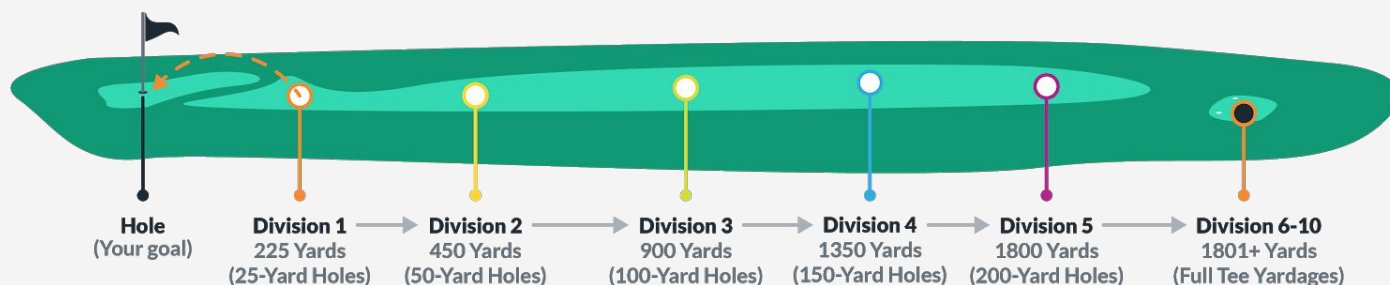 Hole
(Your goal)
Division 1
225 Yards
(25-Yard Holes)
Division 2
450 Yards
(50-Yard Holes)
Division 3
900 Yards
(100-Yard Holes)
Division 4
1350 Yards
(150-Yard Holes)
Division 5
1800 Yards
(200-Yard Holes)
Division 6-10
1801+ Yards
(Full Tee Yardages)